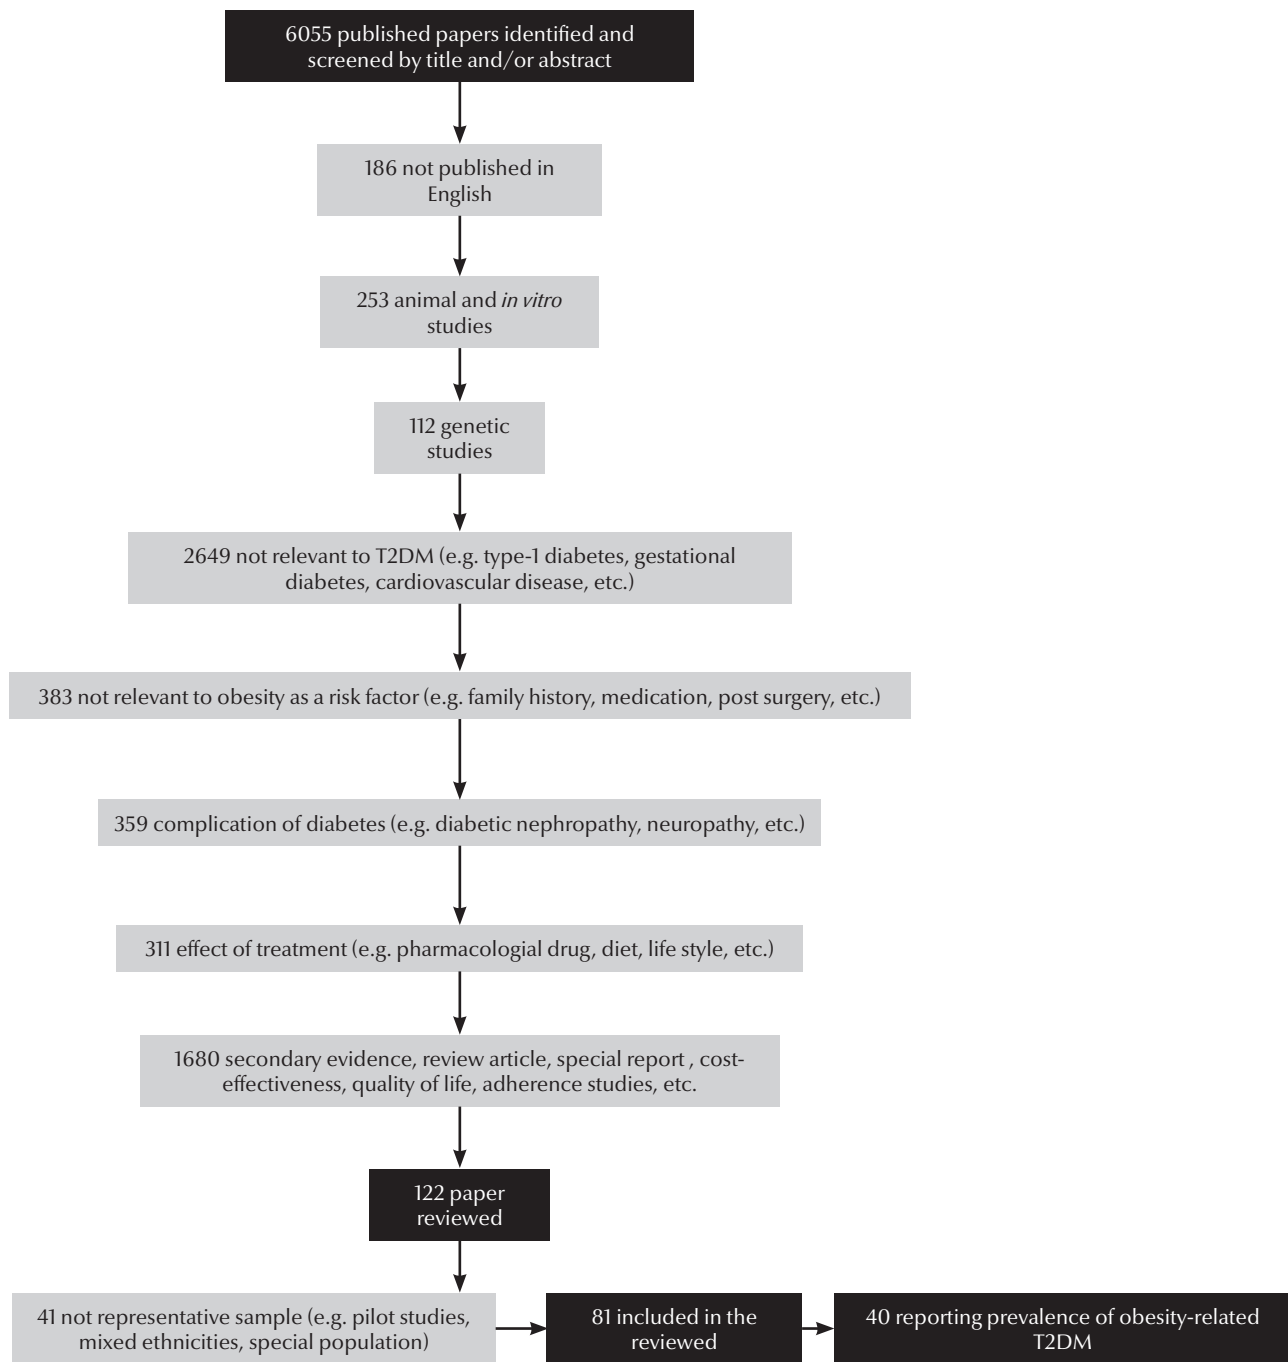 6055 published papers identified and
screened by title and/or abstract
186 not published in
English
253 animal and in vitro
studies
112 genetic
studies
2649 not relevant to T2DM (e.g. type-1 diabetes, gestational
diabetes, cardiovascular disease, etc.)
383 not relevant to obesity as a risk factor (e.g. family history, medication, post surgery, etc.)
359 complication of diabetes (e.g. diabetic nephropathy, neuropathy, etc.)
311 effect of treatment (e.g. pharmacologial drug, diet, life style, etc.)
1680 secondary evidence, review article, special report , cost-
effectiveness, quality of life, adherence studies, etc.
122 paper
reviewed
41 not representative sample (e.g. pilot studies,
mixed ethnicities, special population)
81 included in the
reviewed
40 reporting prevalence of obesity-related
T2DM